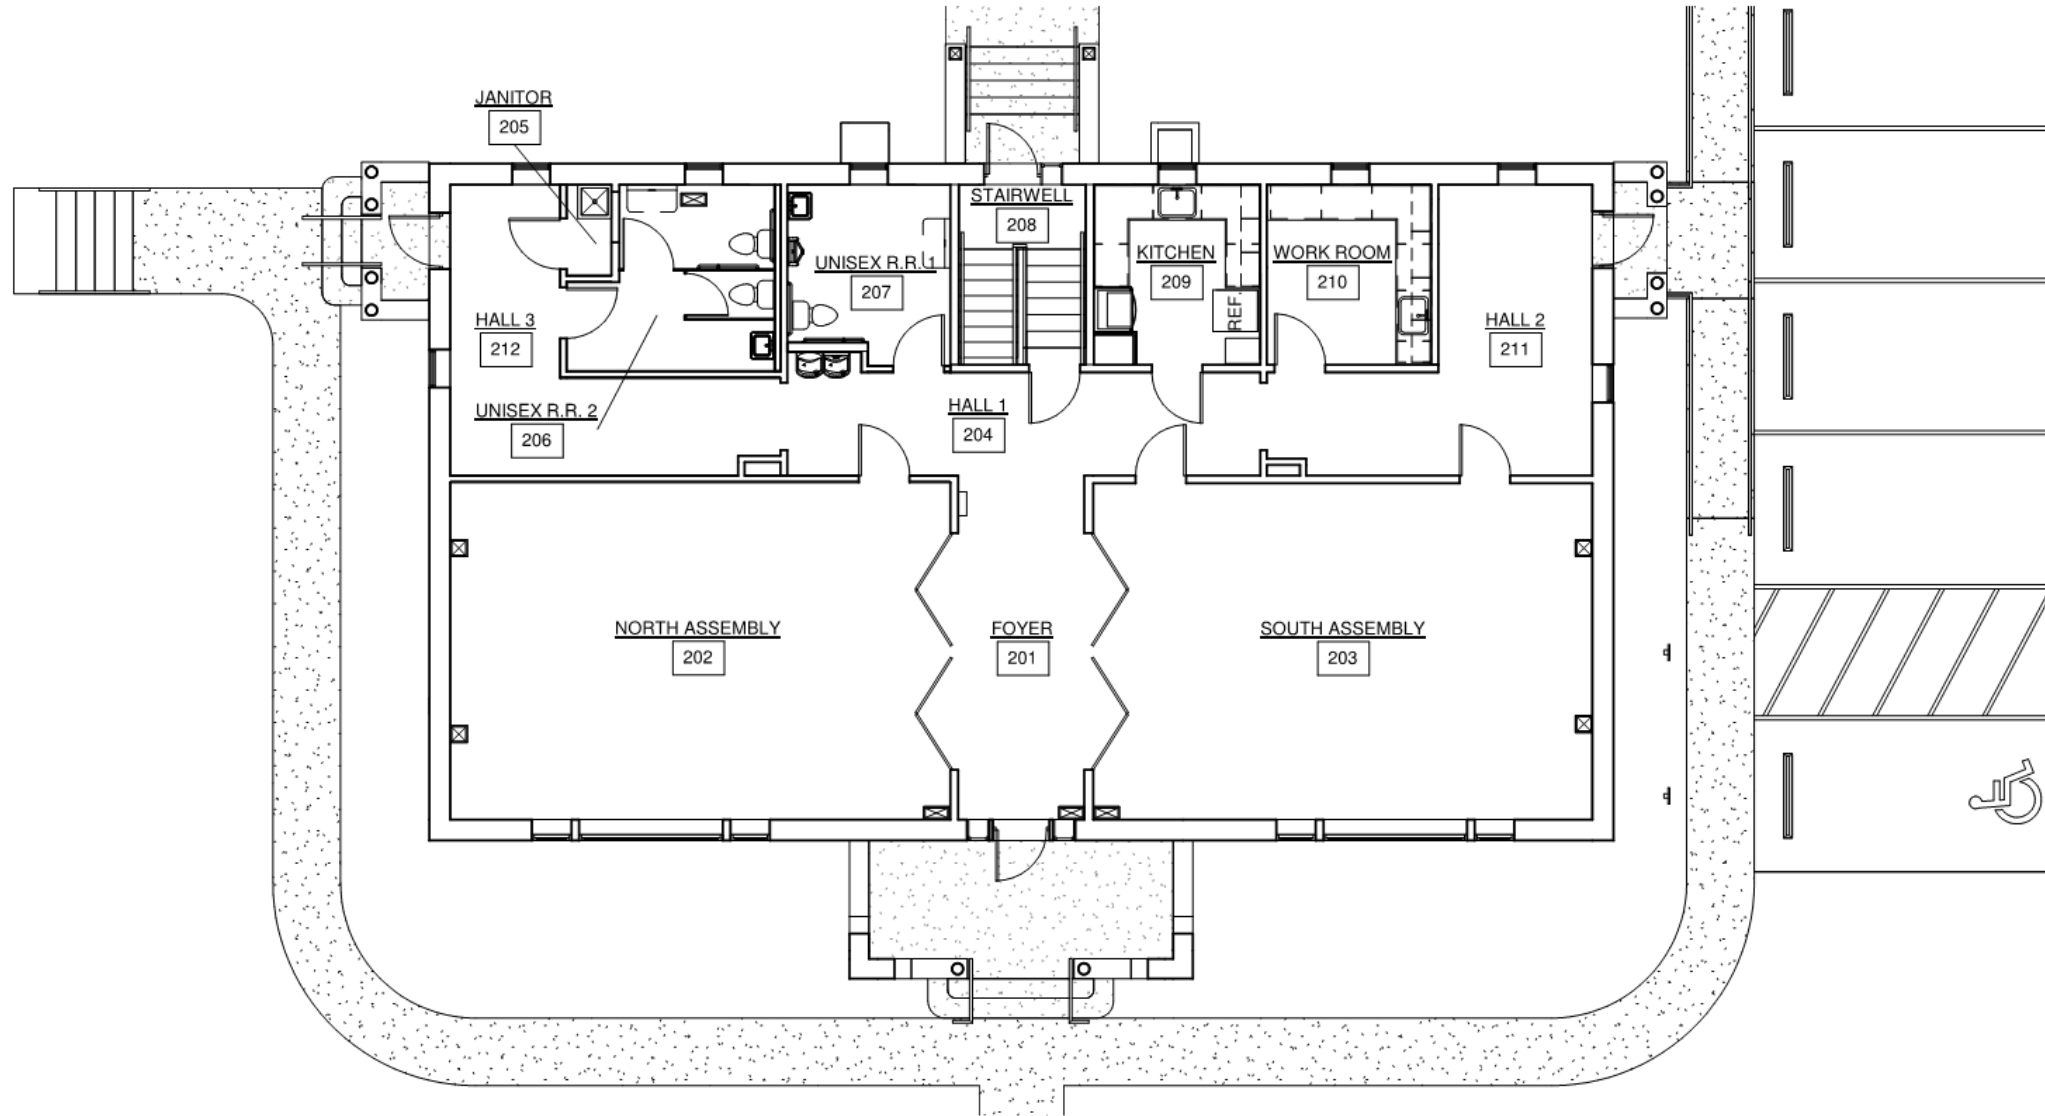 JANITOR
205
STAIRWELL
208
UNISEX R.R. 1
207
KITCHEN
209
REF.
WORK ROOM
210
HALL 3
212
HALL 2
211
UNISEX R.R. 2
206
HALL 1
204
NORTH ASSEMBLY
202
FOYER
201
SOUTH ASSEMBLY
203